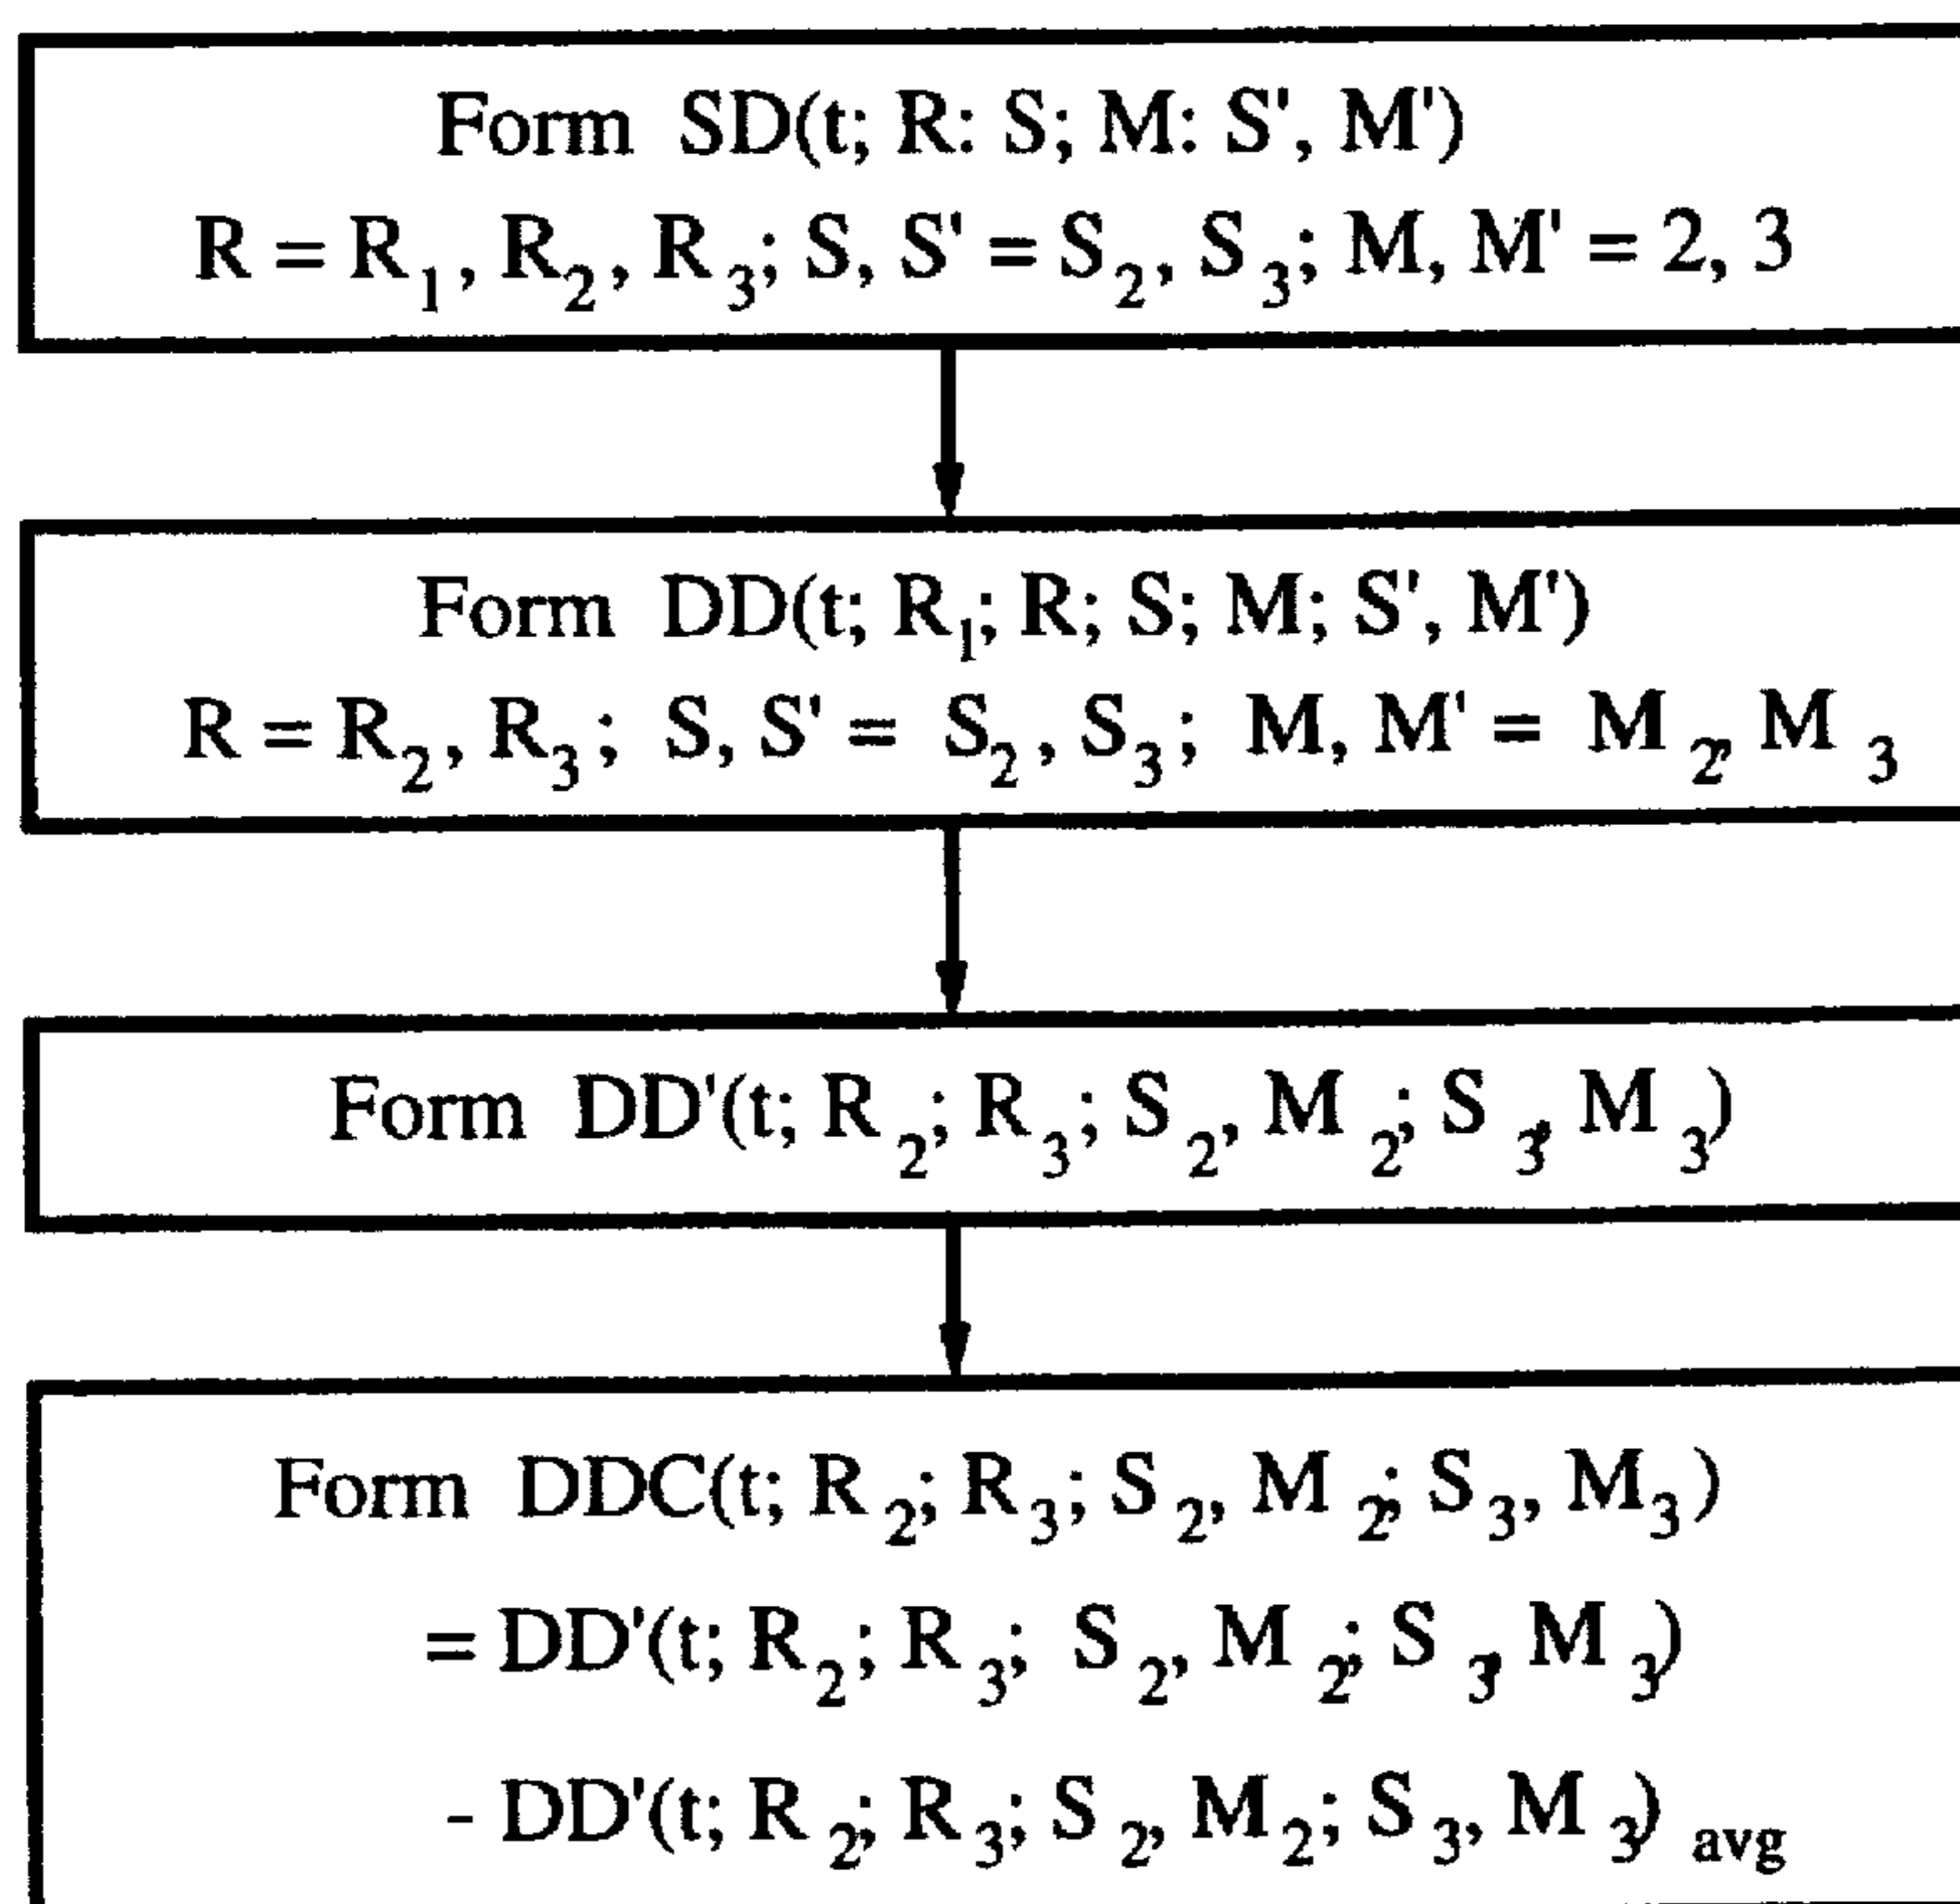 Form SD(t; R: S; M: S', M')
R = R₁, R₂, R₃; S, S' = S₂, S₃; M, M' = 2, 3
Form DD(t; R₁; R; S; M; S', M')
R = R₂, R₃; S, S' = S₂, S₃; M, M' = M₂, M₃
Form DD'(t; R₂; R₃; S₂, M₂; S₃, M₃)
Form DDC(t; R₂; R₃; S₂, M₂; S₃, M₃)
= DD'(t; R₂; R₃; S₂, M₂; S₃, M₃)
- DD'(t; R₂; R₃; S₂, M₂; S₃, M₃) avg